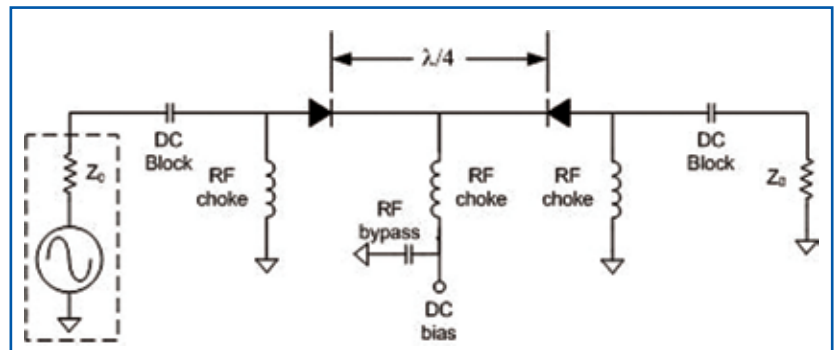 λ/4
DC
Block
Z₀
RF
choke
RF
bypass
RF
choke
DC
bias
RF
choke
DC
Block
Z₀